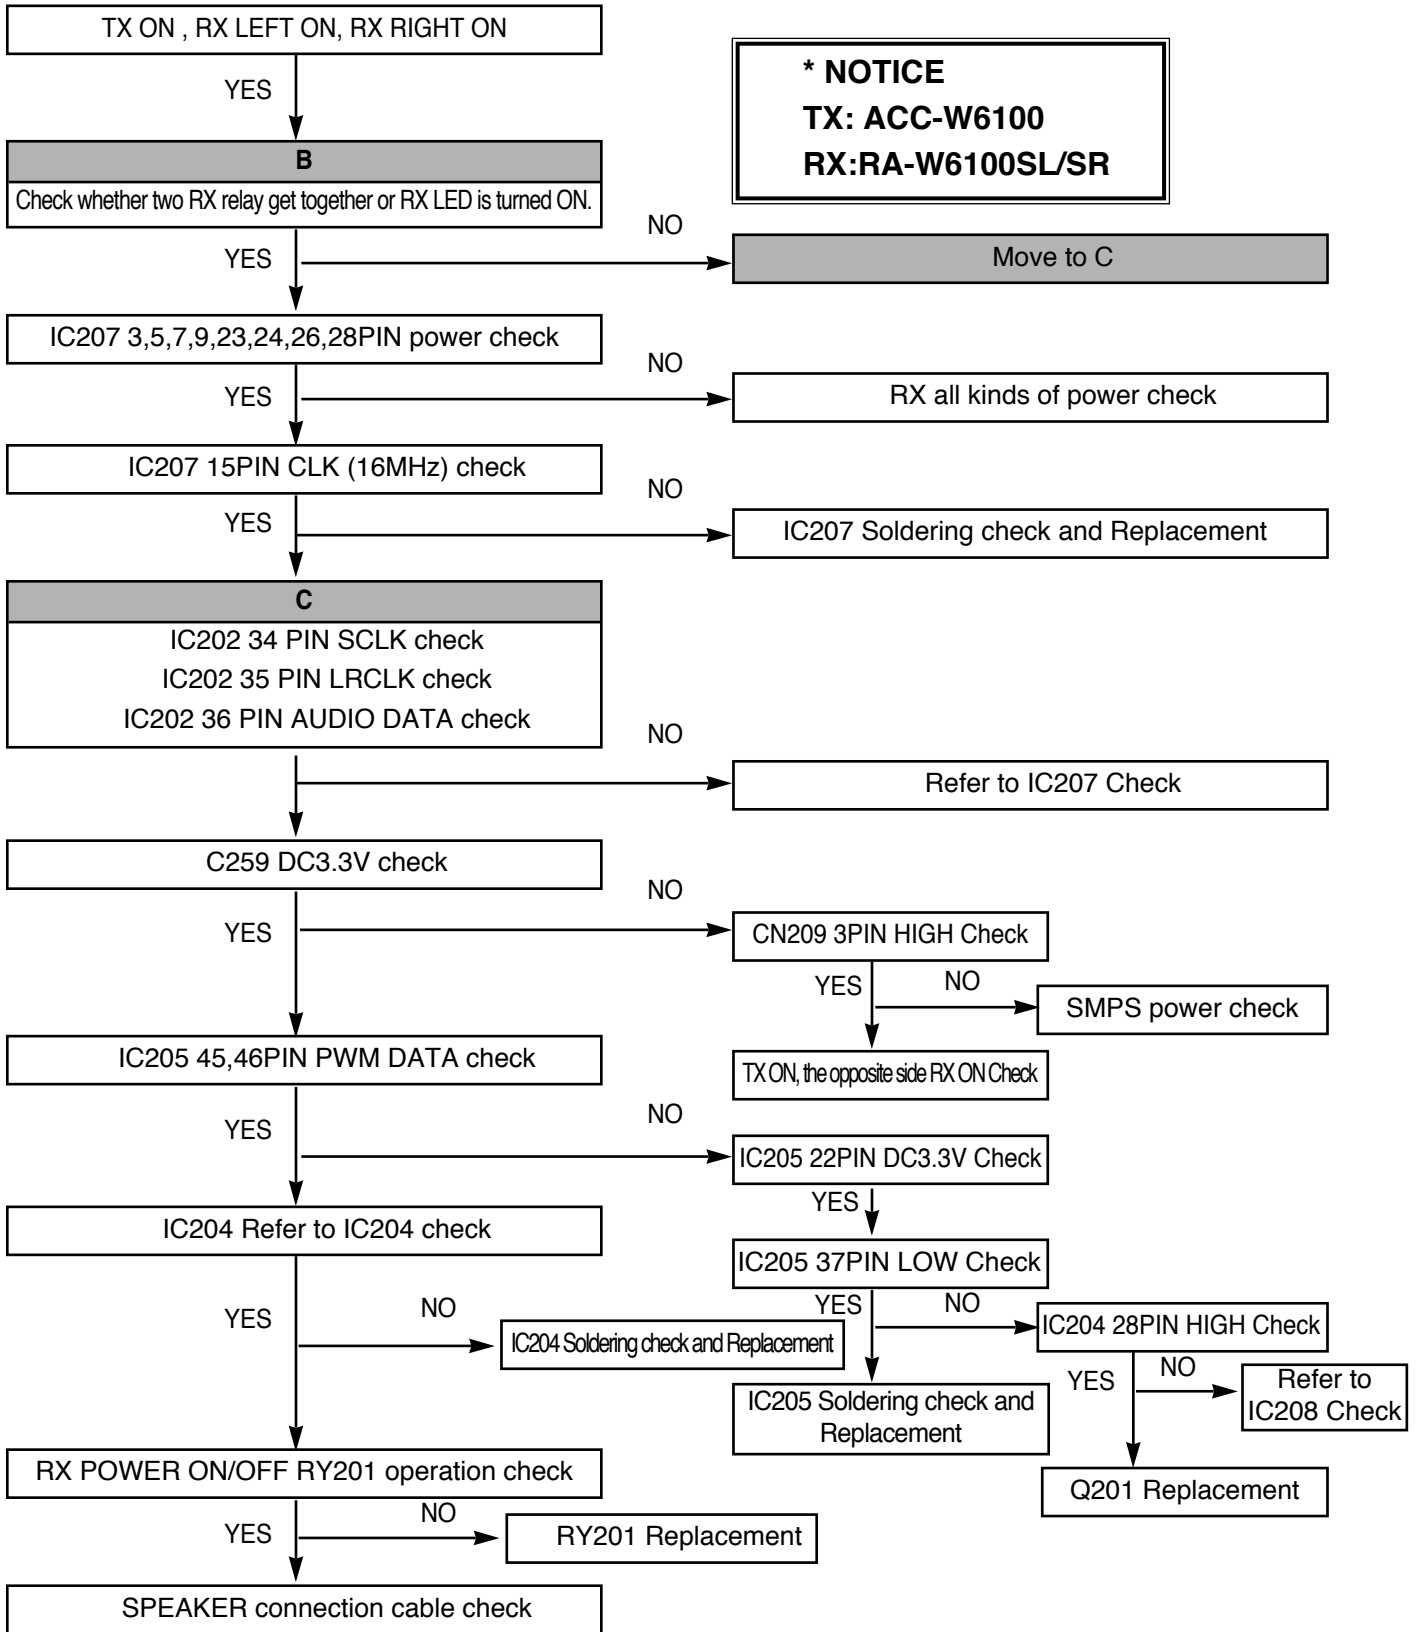 TX ON , RX LEFT ON, RX RIGHT ON
* NOTICE
TX: ACC-W6100
RX:RA-W6100SL/SR
YES
B
Check whether two RX relay get together or RX LED is turned ON.
NO
YES
Move to C
IC207 3,5,7,9,23,24,26,28PIN power check
NO
YES
RX all kinds of power check
IC207 15PIN CLK (16MHz) check
NO
YES
IC207 Soldering check and Replacement
C
IC202 34 PIN SCLK check
IC202 35 PIN LRCLK check
IC202 36 PIN AUDIO DATA check
NO
Refer to IC207 Check
C259 DC3.3V check
NO
YES
CN209 3PIN HIGH Check
YES
NO
SMPS power check
IC205 45,46PIN PWM DATA check
TX ON, the opposite side RX ON Check
NO
YES
IC205 22PIN DC3.3V Check
YES
IC204 Refer to IC204 check
IC205 37PIN LOW Check
YES
NO
YES
NO
IC204 28PIN HIGH Check
IC204 Soldering check and Replacement
YES
NO
Refer to
IC208 Check
IC205 Soldering check and
Replacement
RX POWER ON/OFF RY201 operation check
Q201 Replacement
YES
NO
RY201 Replacement
SPEAKER connection cable check